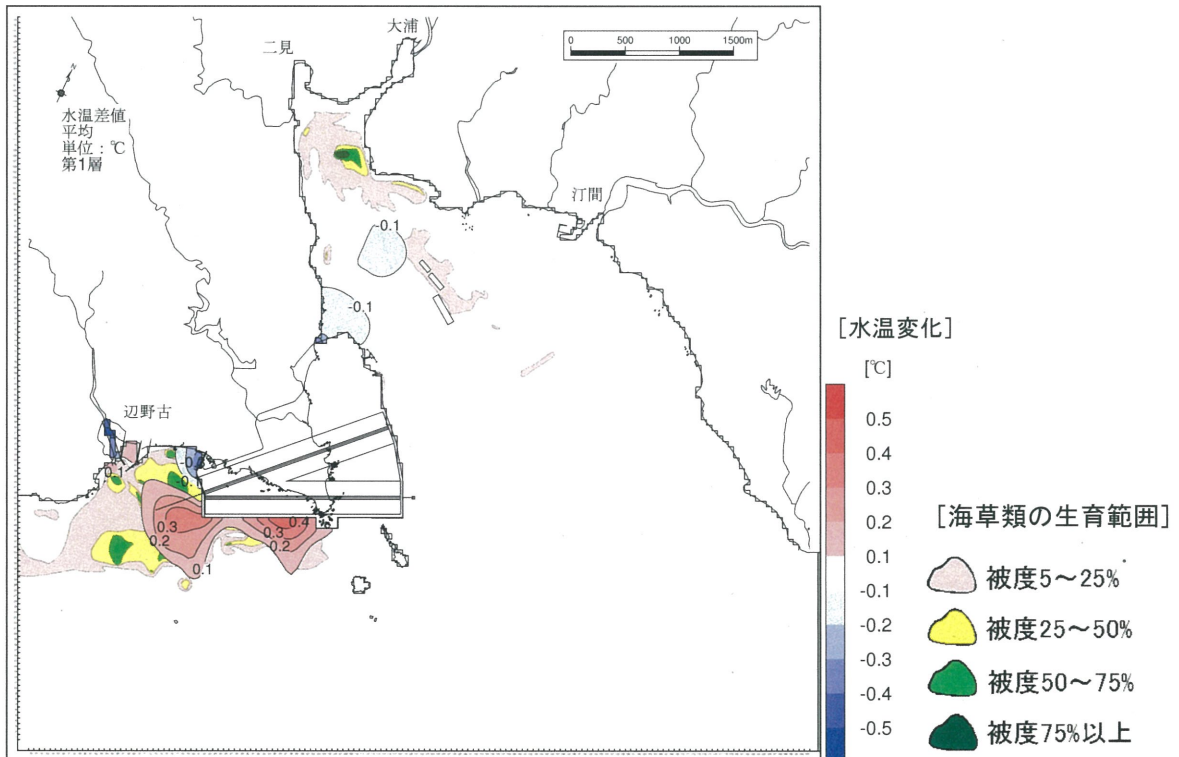 大浦
二見
0 500 1000 1500m
N
水温差値
平均
単位：℃
第1層
汀間
-0.1
-0.1
辺野古
-0.1
0.3
0.2
0.1
0.4
0.3
0.2
[水温変化]
[℃]
0.5
0.4
0.3
0.2
0.1
-0.1
-0.2
-0.3
-0.4
-0.5
[海草類の生育範囲]
被度5～25%
被度25～50%
被度50～75%
被度75%以上